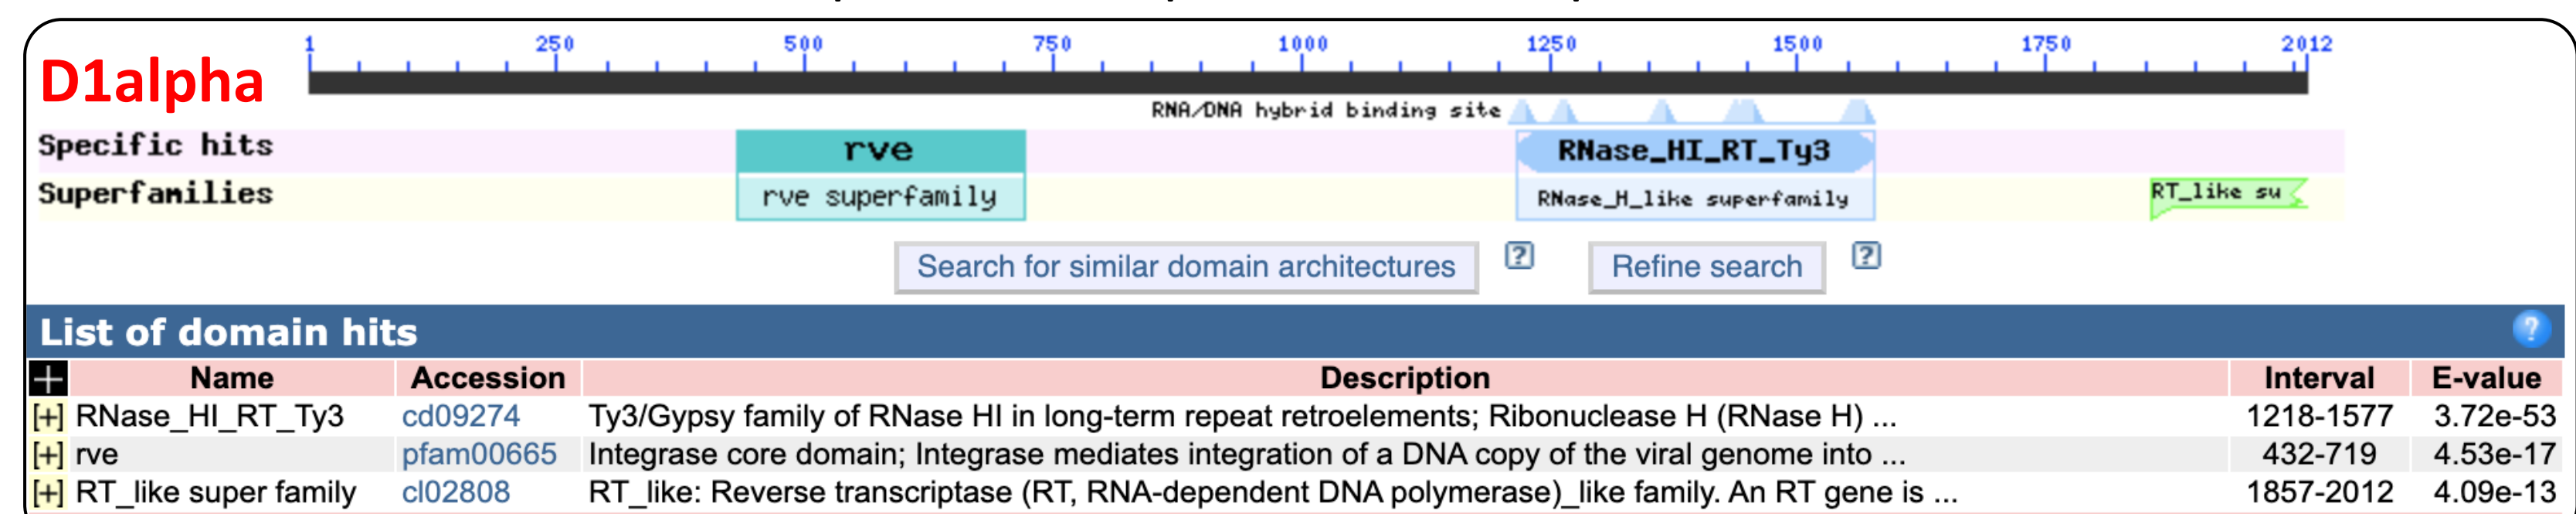 1 250 500 750 1000 1250 1500 1750 2012
D1alpha
RNA/DNA hybrid binding site
Specific hits rve RNase_HI_RT_Ty3
Superfamilies rve superfamily RNase_H_like superfamily RT_like su
Search for similar domain architectures ? Refine search ?
List of domain hits ?
+ Name Accession Description Interval E-value
[+] RNase_HI_RT_Ty3 cd09274 Ty3/Gypsy family of RNase HI in long-term repeat retroelements; Ribonuclease H (RNase H) ... 1218-1577 3.72e-53
[+] rve pfam00665 Integrase core domain; Integrase mediates integration of a DNA copy of the viral genome into ... 432-719 4.53e-17
[+] RT_like super family cl02808 RT_like: Reverse transcriptase (RT, RNA-dependent DNA polymerase)_like family. An RT gene is ... 1857-2012 4.09e-13